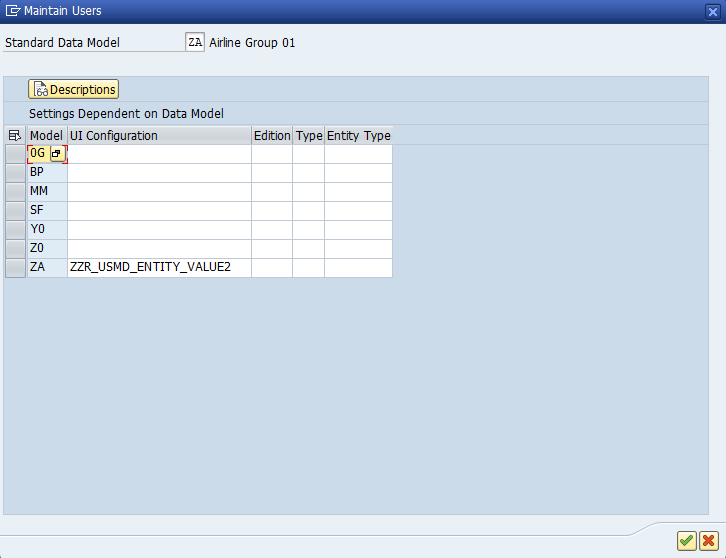 Maintain Users
Standard Data Model ZA Airline Group 01
Descriptions
Settings Dependent on Data Model
Model UI Configuration Edition Type Entity Type
0G
BP
MM
SF
Y0
Z0
ZA ZZR_USMD_ENTITY_VALUE2